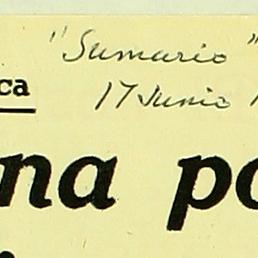 "Sumario"
ca
17 Junio
na po